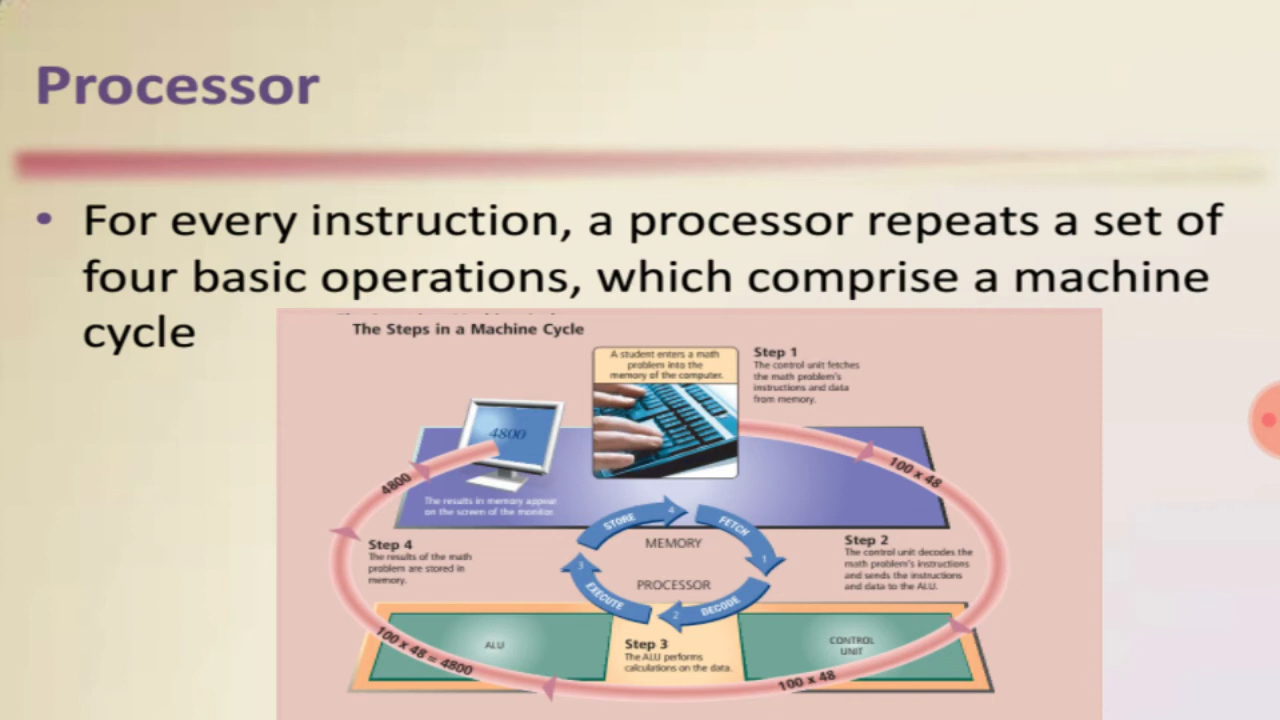 Processor
• For every instruction, a processor repeats a set of
four basic operations, which comprise a machine
cycle
The Steps in a Machine Cycle
A student enters a math
problem into the
memory of the computer.
Step 1
The control unit fetches
the math problem's
instructions and data
from memory.
4800
100 x 48
4800
The results in memory appear
on the screen of the monitor.
STORE
4
FETCH
1
MEMORY
Step 2
The control unit decodes the
math problem's instructions
and sends the instructions
and data to the ALU.
Step 4
The results of the math
problem are stored in
memory.
3
EXECUTE
PROCESSOR
2
DECODE
ALU
Step 3
The ALU performs
calculations on the data.
CONTROL
UNIT
100 x 48 = 4800
100 x 48